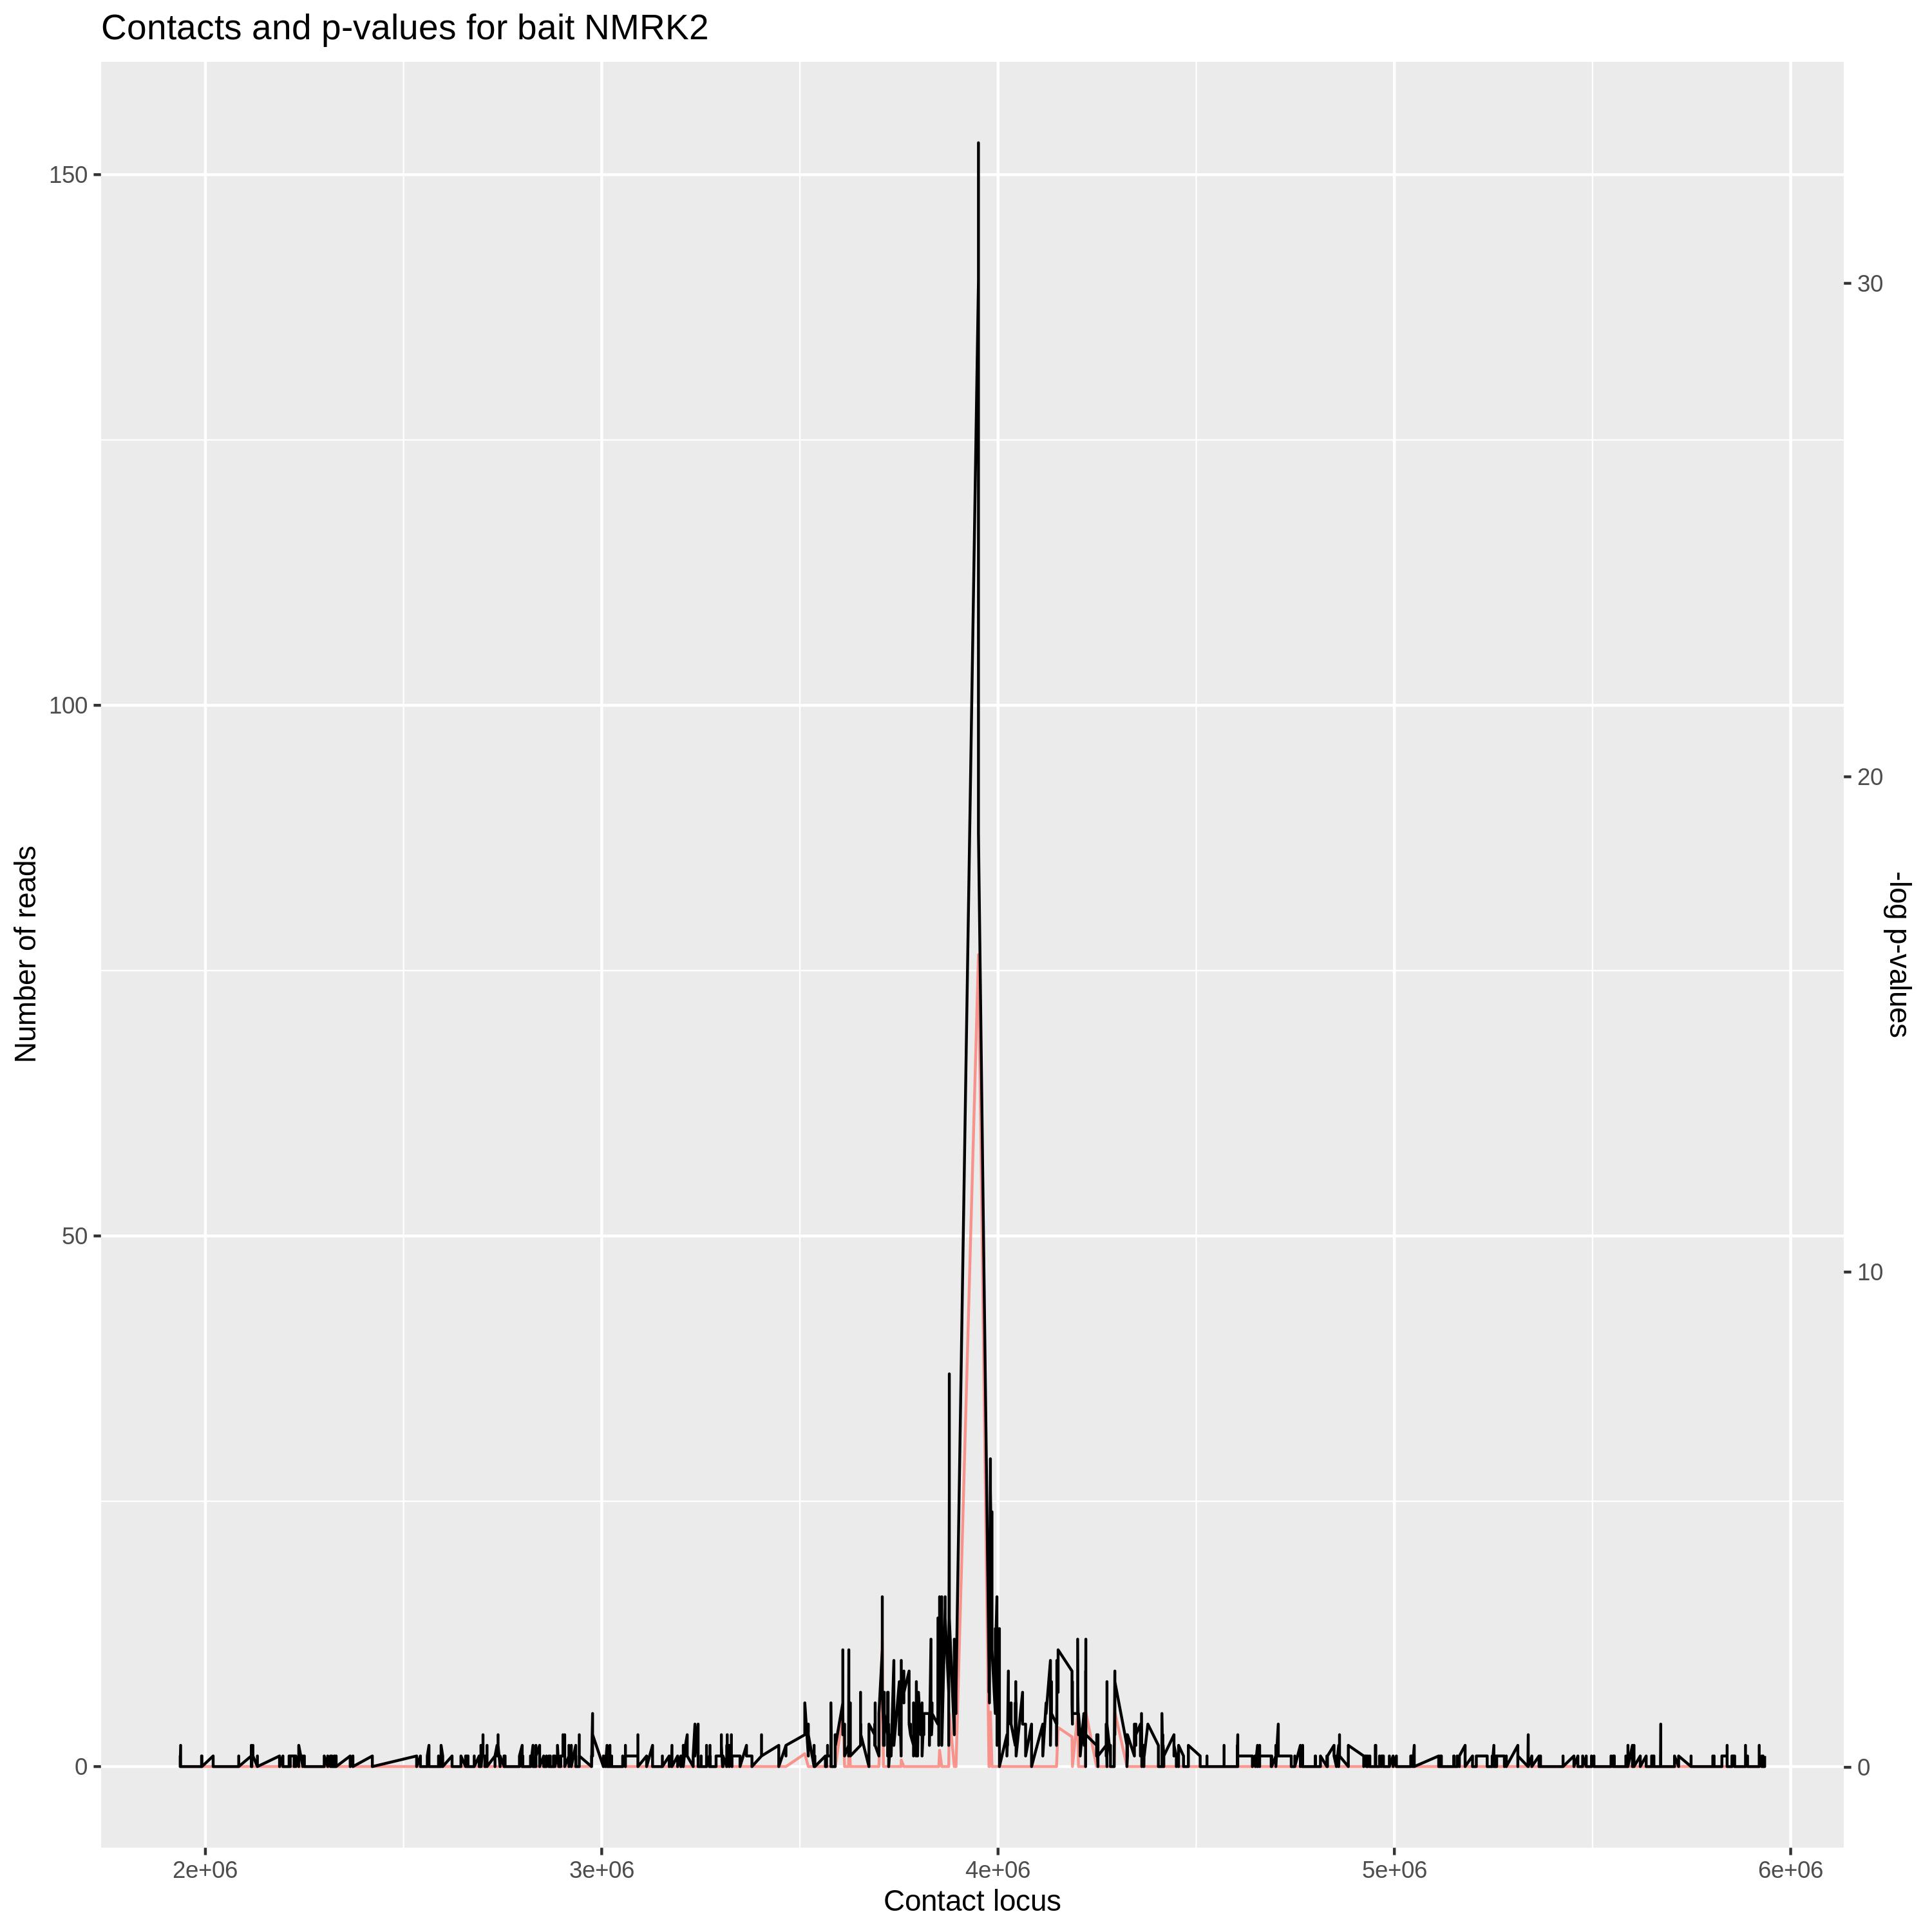 Contacts and p-values for bait NMRK2
150
100
50
0
Number of reads
30
20
10
0
-log p-values
2e+06
3e+06
4e+06
5e+06
6e+06
Contact locus